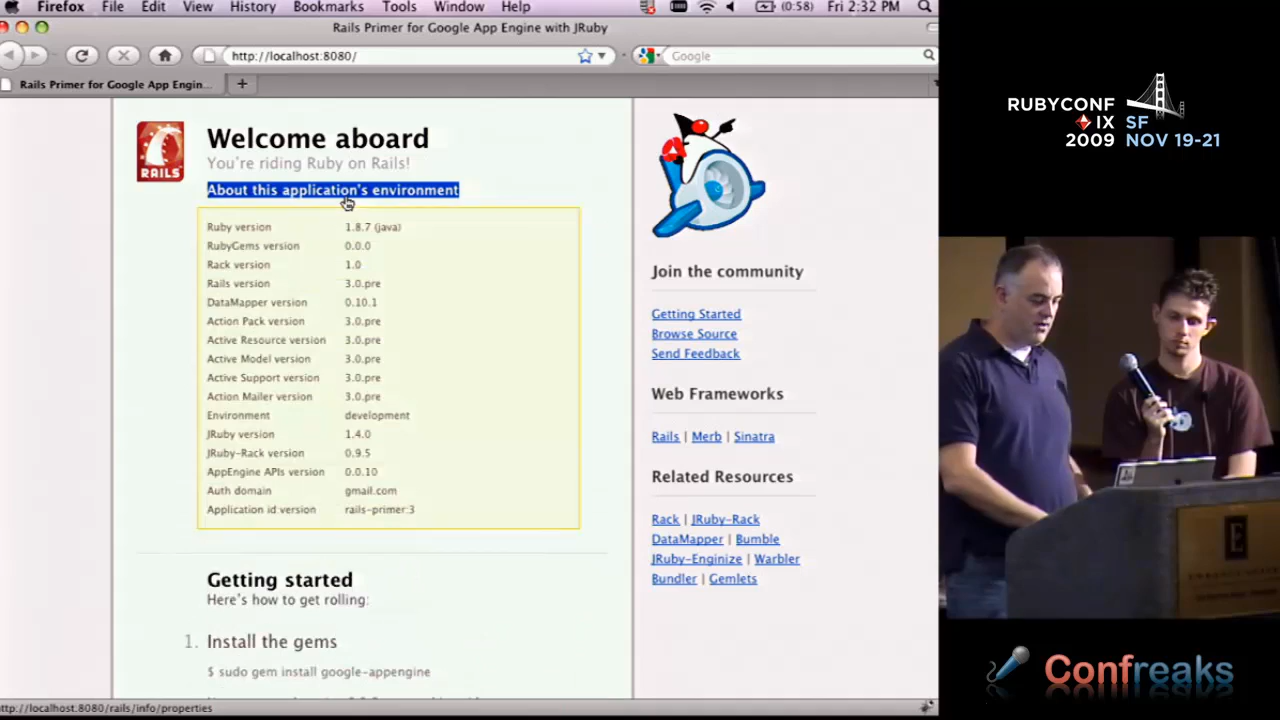 Firefox File Edit View History Bookmarks Tools Window Help (0:58) Fri 2:32 PM
Rails Primer for Google App Engine with JRuby
http://localhost:8080/
Google
Rails Primer for Google App Engin...
RAILS
Welcome aboard
You're riding Ruby on Rails!
About this application's environment
Ruby version 1.8.7 (java)
RubyGems version 0.0.0
Rack version 1.0
Rails version 3.0.pre
DataMapper version 0.10.1
Action Pack version 3.0.pre
Active Resource version 3.0.pre
Active Model version 3.0.pre
Active Support version 3.0.pre
Action Mailer version 3.0.pre
Environment development
JRuby version 1.4.0
JRuby-Rack version 0.9.5
AppEngine APIs version 0.0.10
Auth domain gmail.com
Application id:version rails-primer:3
Getting started
Here's how to get rolling:
1. Install the gems
$ sudo gem install google-appengine
Join the community
Getting Started
Browse Source
Send Feedback
Web Frameworks
Rails | Merb | Sinatra
Related Resources
Rack | JRuby-Rack
DataMapper | Bumble
JRuby-Enginize | Warbler
Bundler | Gemlets
http://localhost:8080/rails/info/properties
RUBYCONF
IX SF
2009 NOV 19-21
E
Confreaks